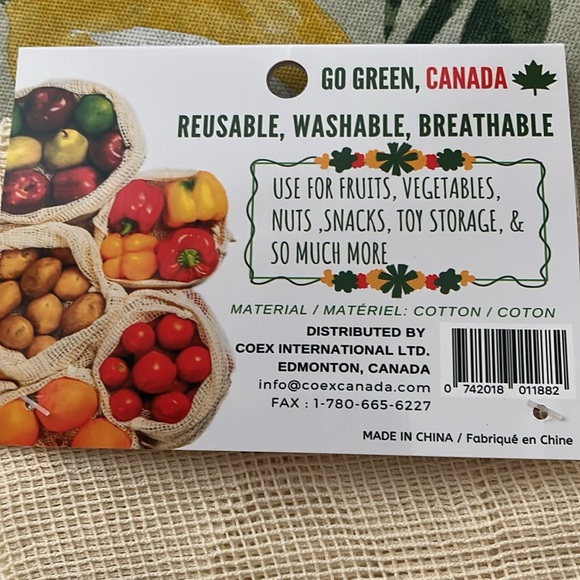 GO GREEN, CANADA
REUSABLE, WASHABLE, BREATHABLE
USE FOR FRUITS, VEGETABLES,
NUTS ,SNACKS, TOY STORAGE, &
SO MUCH MORE
MATERIAL / MATÉRIEL: COTTON / COTON
DISTRIBUTED BY
COEX INTERNATIONAL LTD.
EDMONTON, CANADA
info@coexcanada.com
FAX : 1-780-665-6227
0 742018 011882
MADE IN CHINA / Fabriqué en Chine